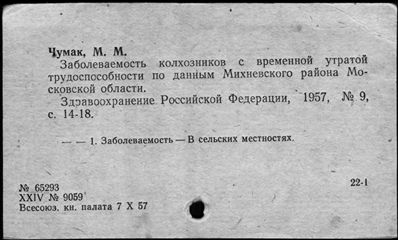 Чумак, М. М.
Заболеваемость колхозников с временной утратой
трудоспособности по данным Михневского района Мо-
сковской области.
Здравоохранение Российской Федерации, 1957, № 9,
с. 14-18.
— — 1. Заболеваемость — В сельских местностях.
22-1
№ 65293
XXIV № 9059
Всесоюз. кн. палата 7 X 57